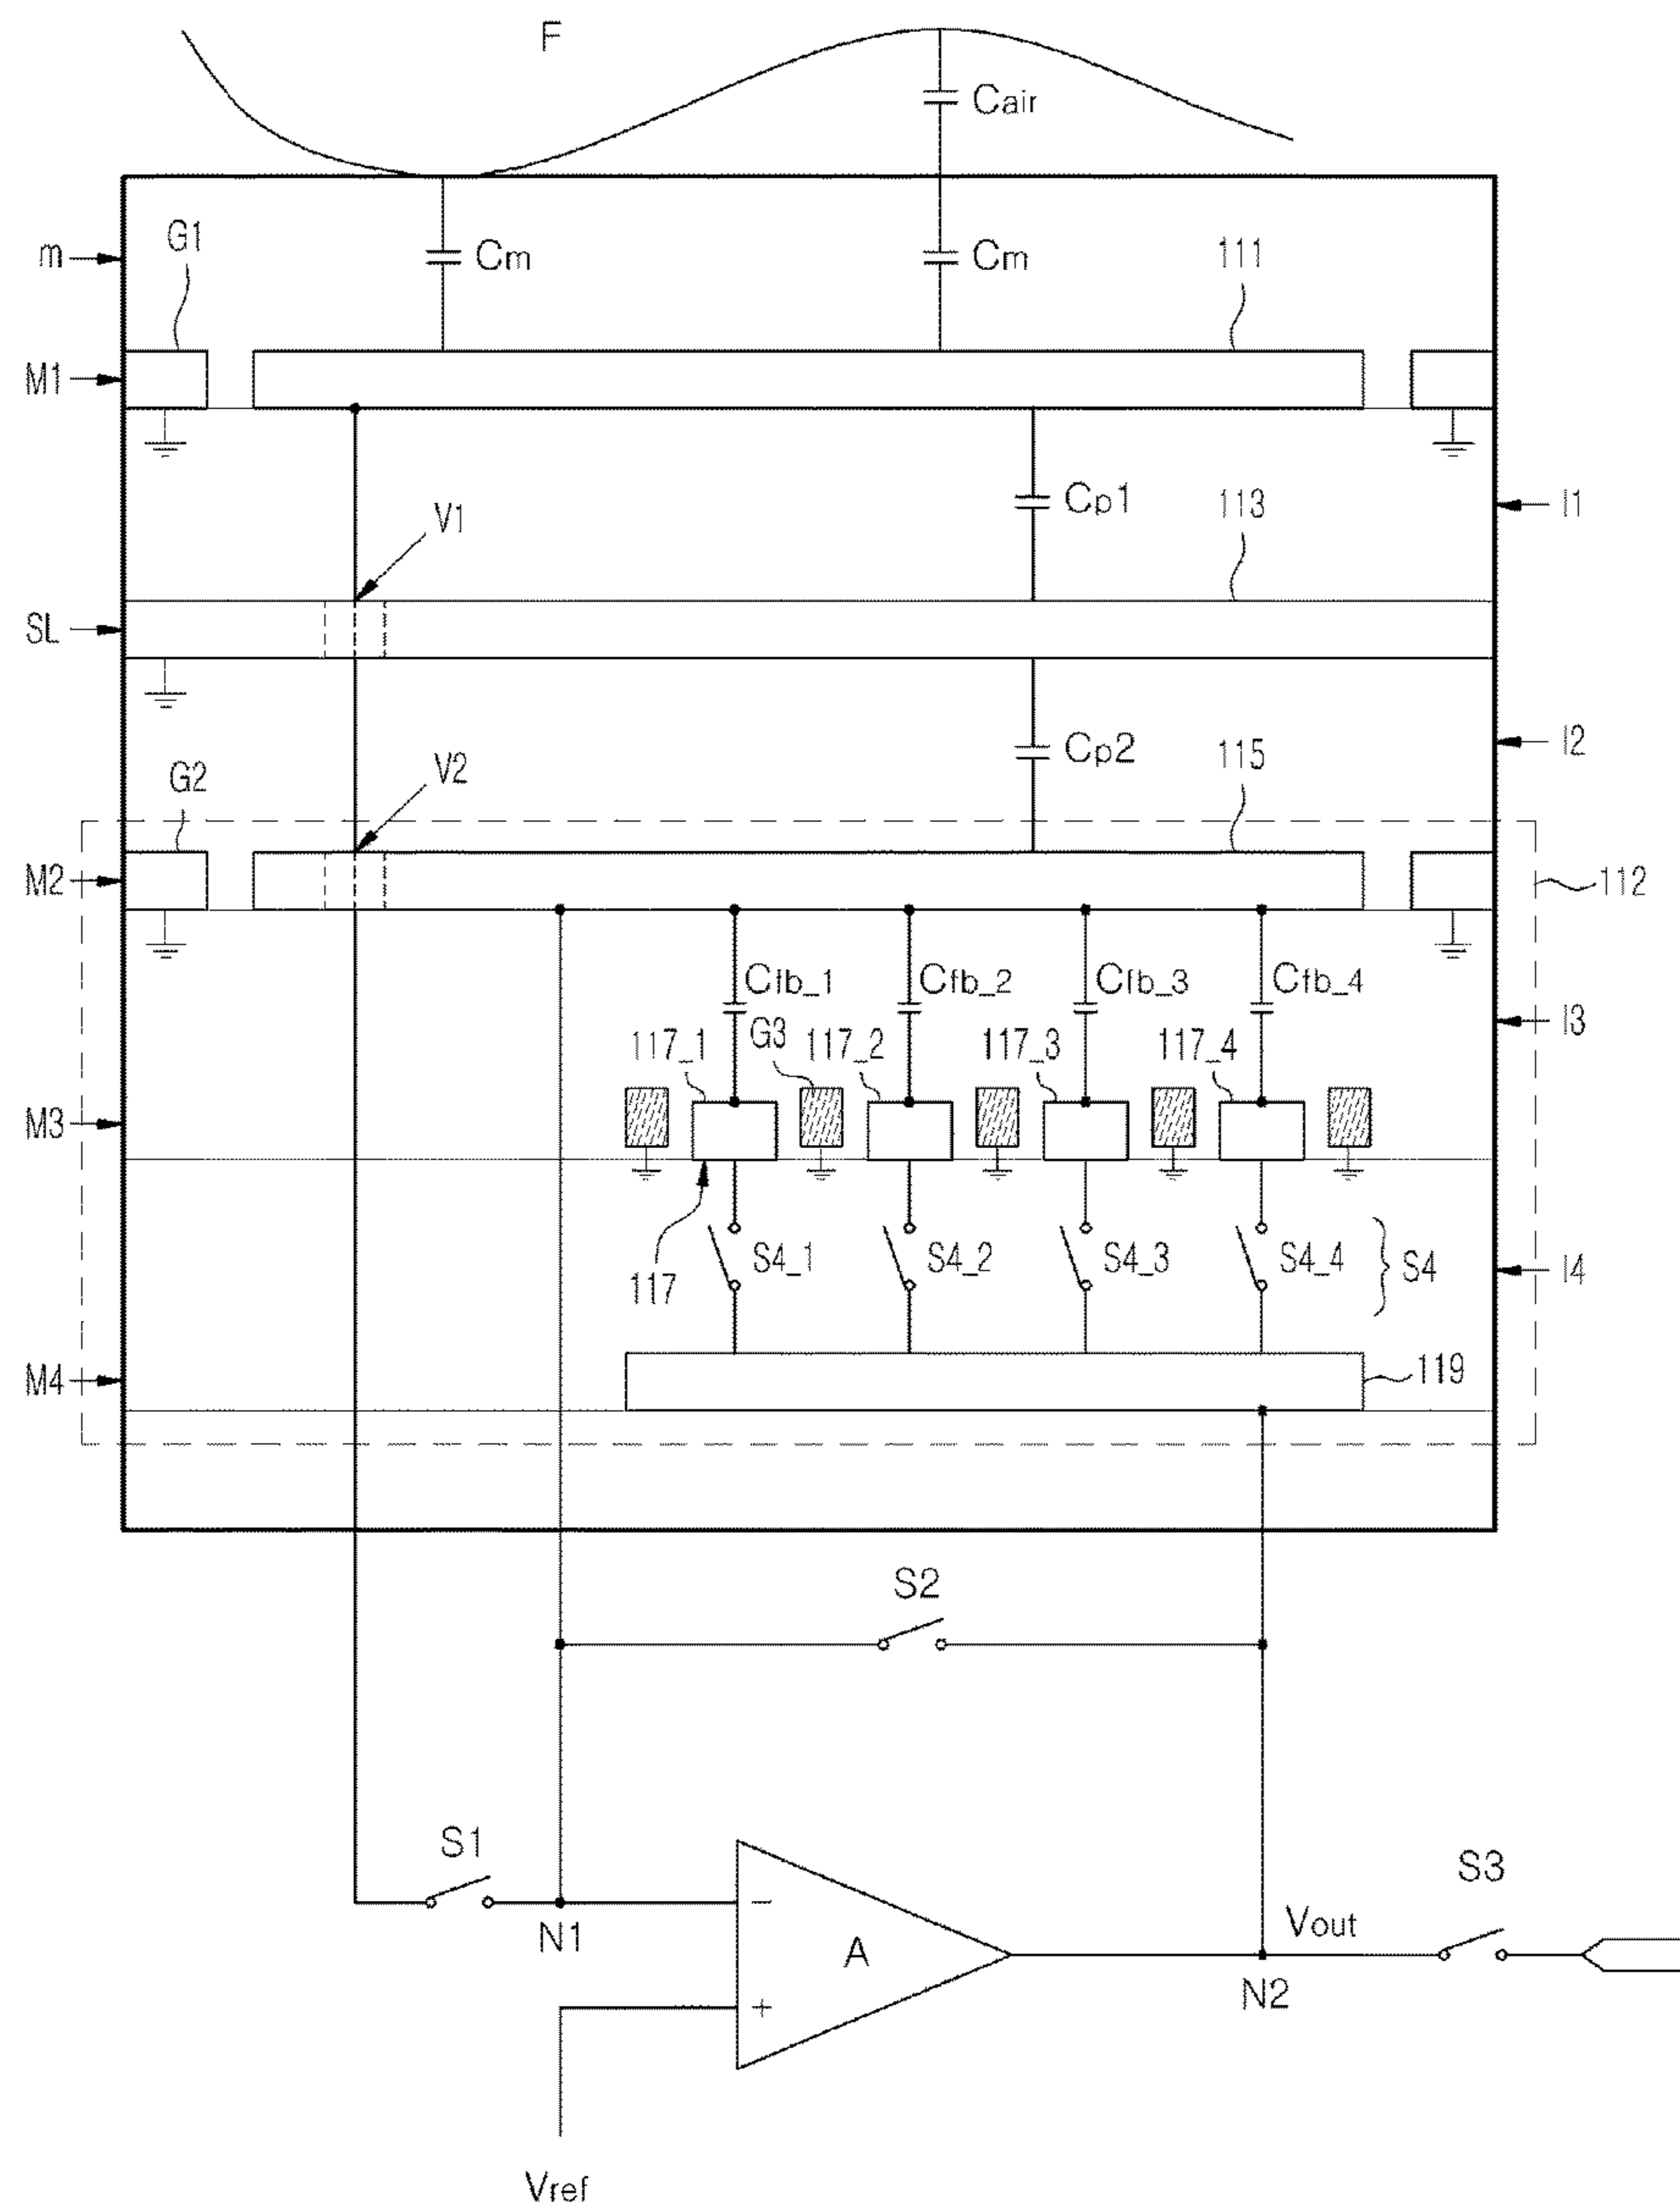 F
Cair
m
G1
Cm
Cm
111
M1
V1
Cp1
113
I1
SL
G2
V2
Cp2
115
I2
M2
112
Cfb_1
Cfb_2
Cfb_3
Cfb_4
I3
117_1
G3
117_2
117_3
117_4
M3
117
S4_1
S4_2
S4_3
S4_4
S4
I4
M4
119
S2
S1
N1
−
A
+
Vout
S3
N2
Vref